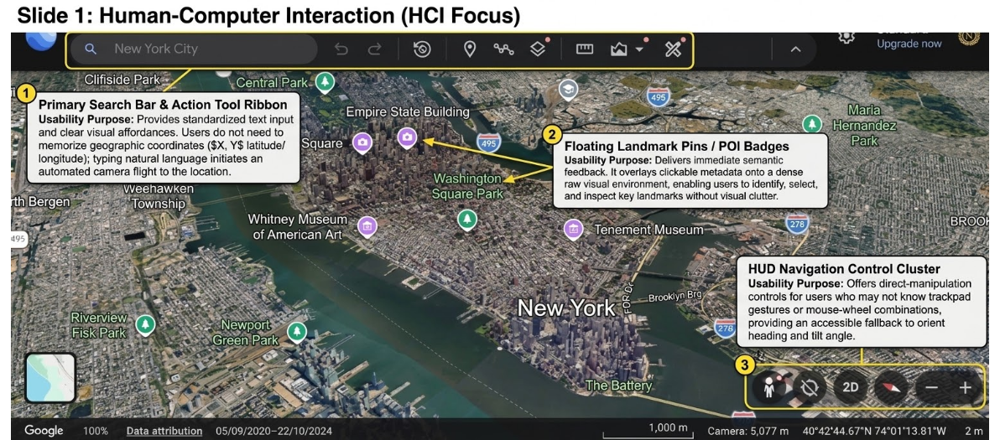 Slide 1: Human-Computer Interaction (HCI Focus)
New York City
Upgrade now
N
1
Cliffside Park
Central Park
495
Primary Search Bar & Action Tool Ribbon
Usability Purpose: Provides standardized text input
and clear visual affordances. Users do not need to
memorize geographic coordinates ($X, Y$ latitude/
longitude); typing natural language initiates an
automated camera flight to the location.
Empire State Building
Maria
Hernandez
Park
Square
495
2
Floating Landmark Pins / POI Badges
Usability Purpose: Delivers immediate semantic
feedback. It overlays clickable metadata onto a dense
raw visual environment, enabling users to identify, select,
and inspect key landmarks without visual clutter.
Washington
Square Park
Weehawken
Township
rth Bergen
Whitney Museum
of American Art
Tenement Museum
278
BROOK
495
HUD Navigation Control Cluster
Usability Purpose: Offers direct-manipulation
controls for users who may not know trackpad
gestures or mouse-wheel combinations,
providing an accessible fallback to orient
heading and tilt angle.
New York
FDR Dr
Brooklyn Brg
278
Riverview
Fisk Park
Newport
Green Park
3
The Battery
2D
Google
100%
Data attribution
05/09/2020–22/10/2024
1,000 m
Camera: 5,077 m
40°42'44.67"N 74°01'13.81"W
2 m